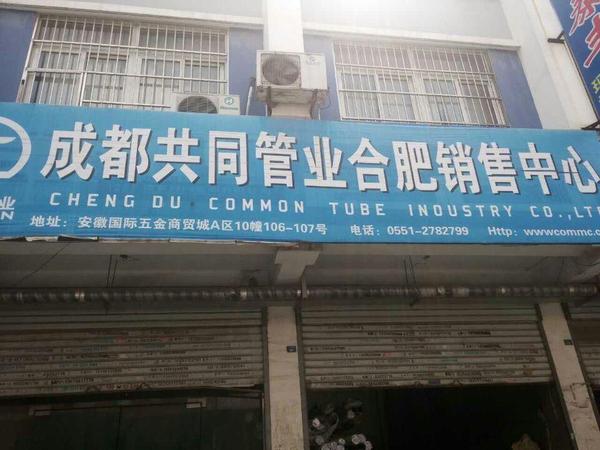 成都共同管业合肥销售中心
CHENG DU COMMON TUBE INDUSTRY CO.,LT
地址：安徽国际五金商贸城A区10幢106-107号 电话：0551-2782799 Http：wwwcommc.c